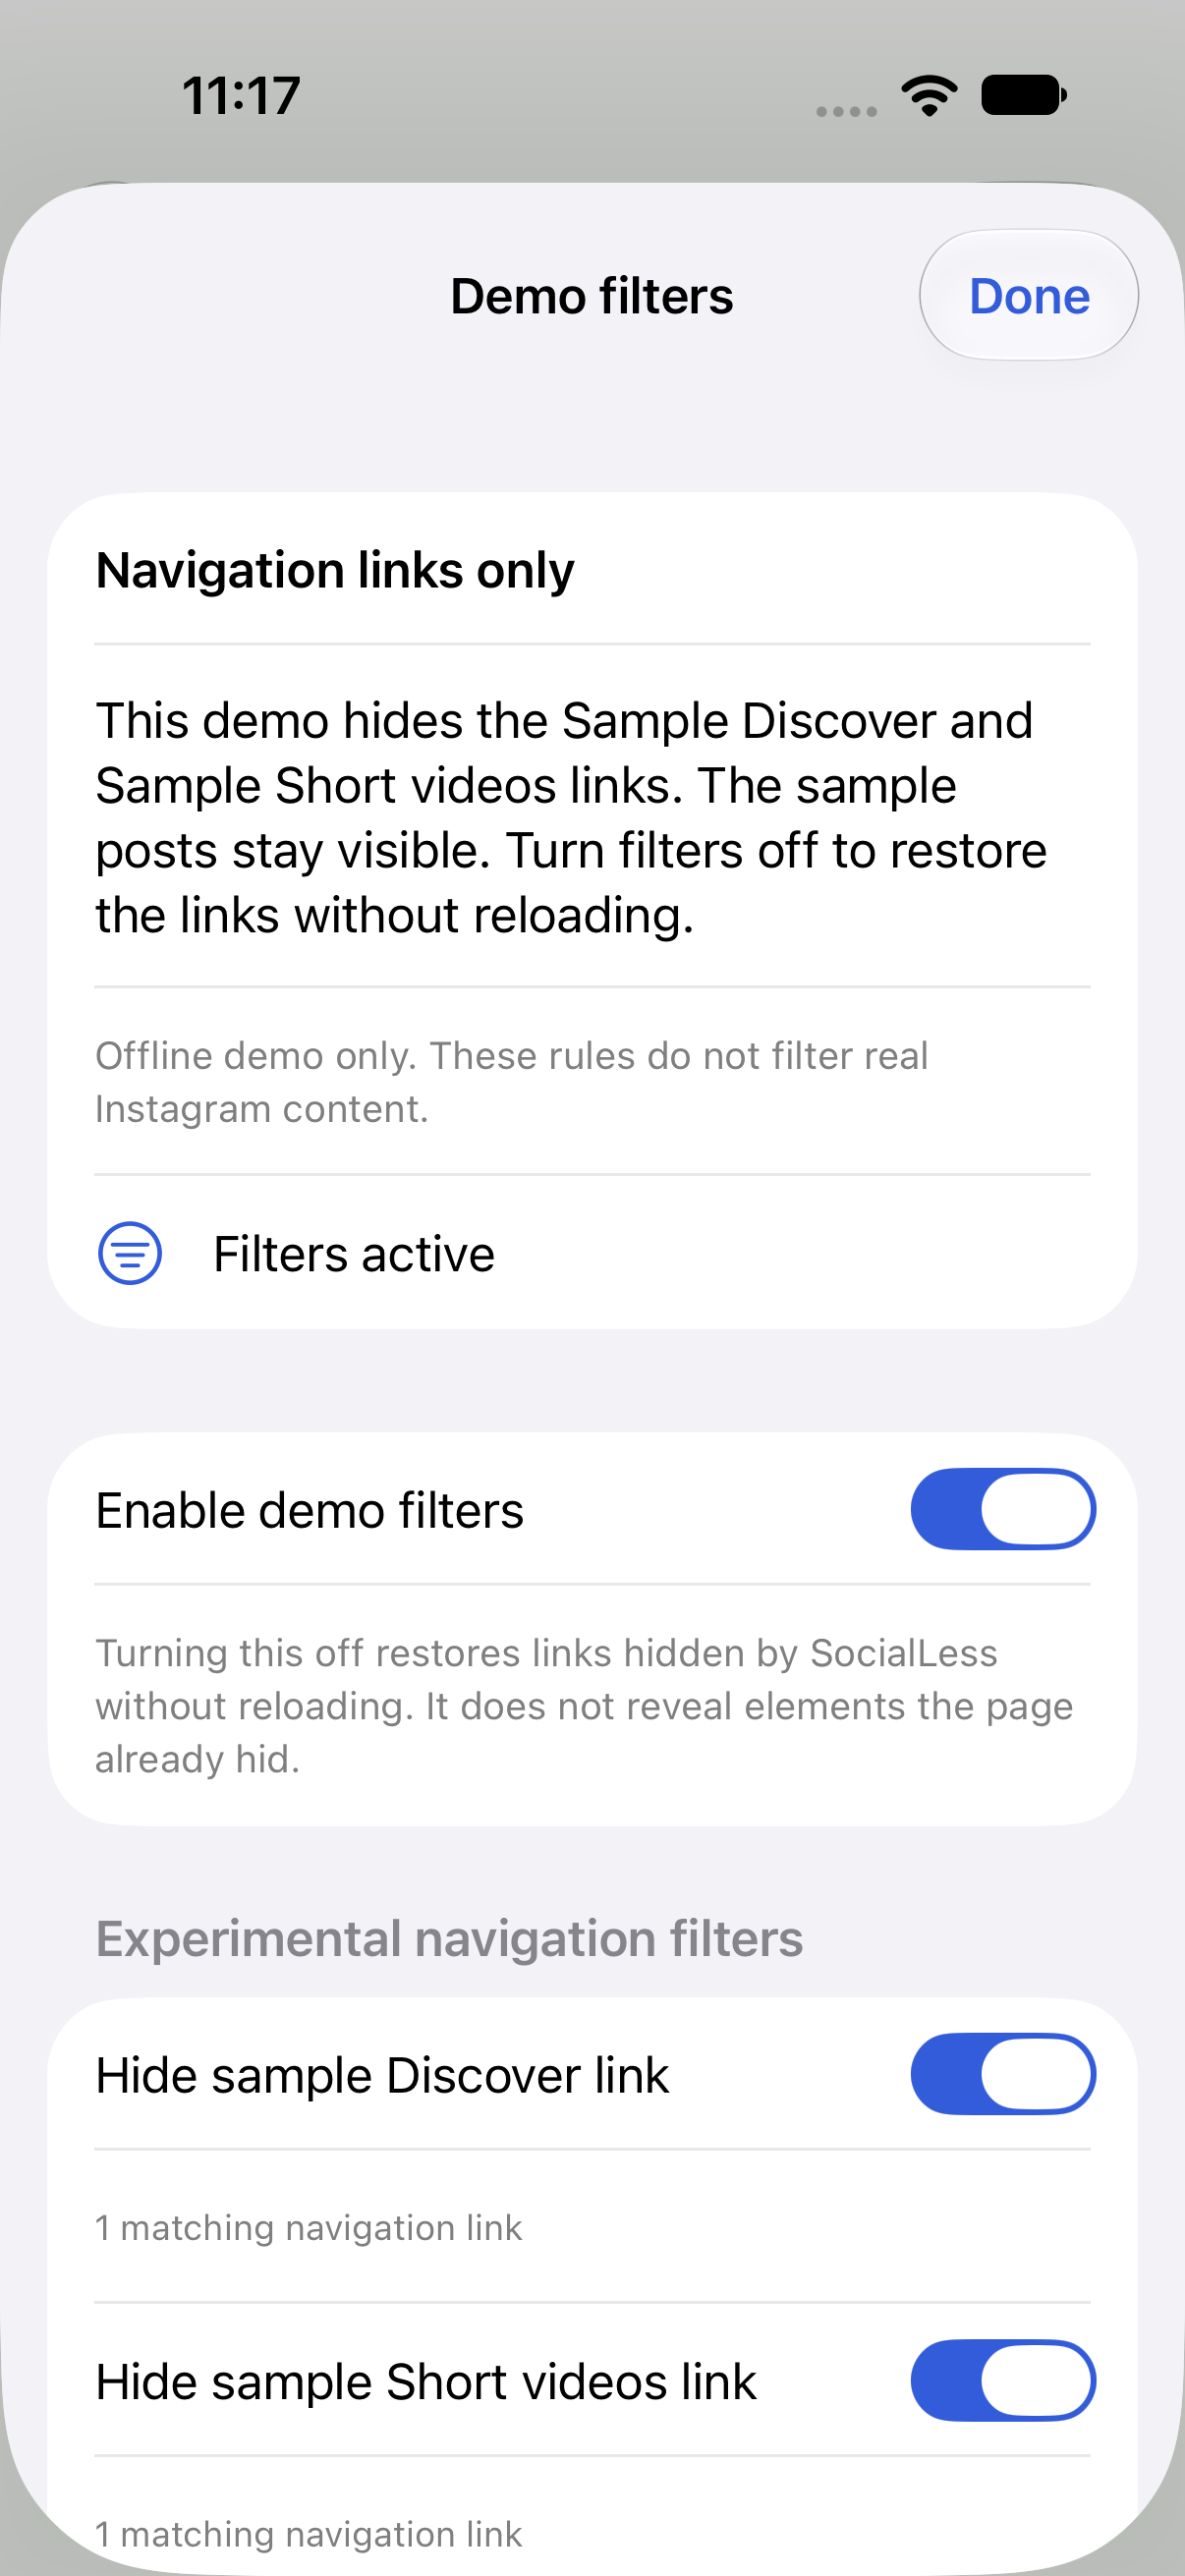 11:17
Demo filters
Done
Navigation links only
This demo hides the Sample Discover and
Sample Short videos links. The sample
posts stay visible. Turn filters off to restore
the links without reloading.
Offline demo only. These rules do not filter real
Instagram content.
Filters active
Enable demo filters
Turning this off restores links hidden by SocialLess
without reloading. It does not reveal elements the page
already hid.
Experimental navigation filters
Hide sample Discover link
1 matching navigation link
Hide sample Short videos link
1 matching navigation link